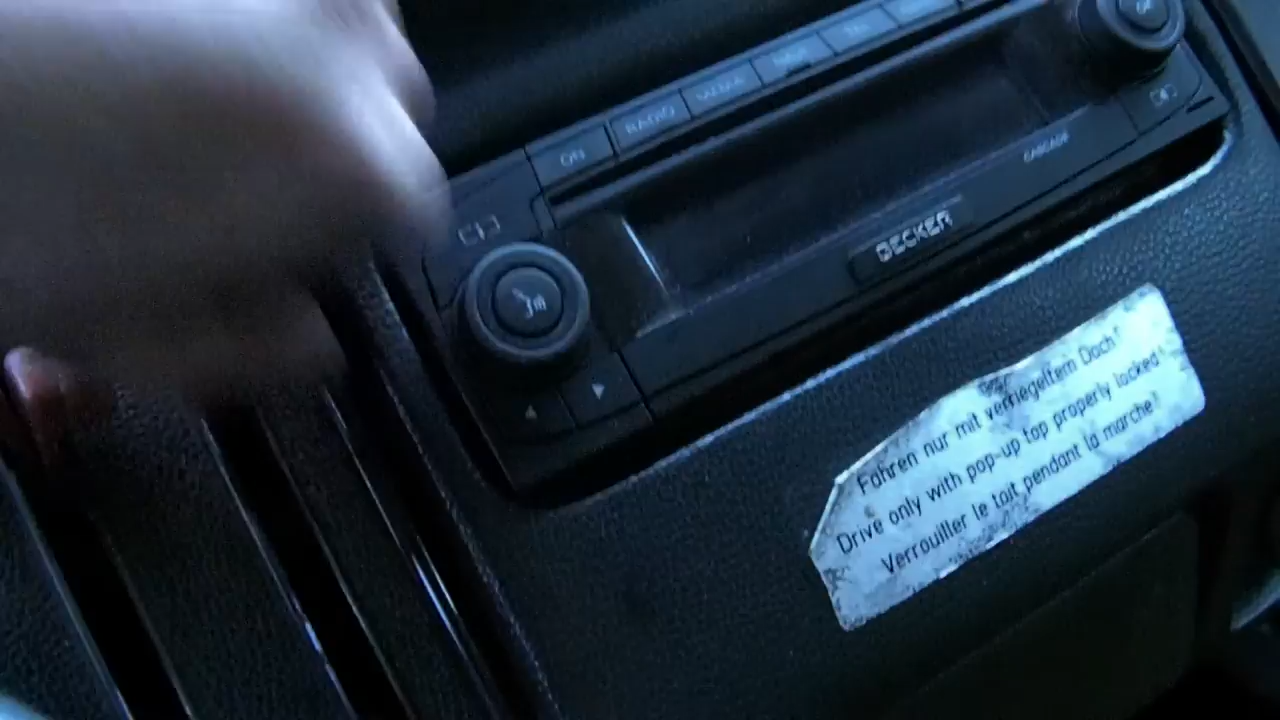 ON
RADIO
CASCADE
BECKER
Fahren nur mit verriegeltem Dach!
Drive only with pop-up top properly locked!
Verrouiller le toit pendant la marche!